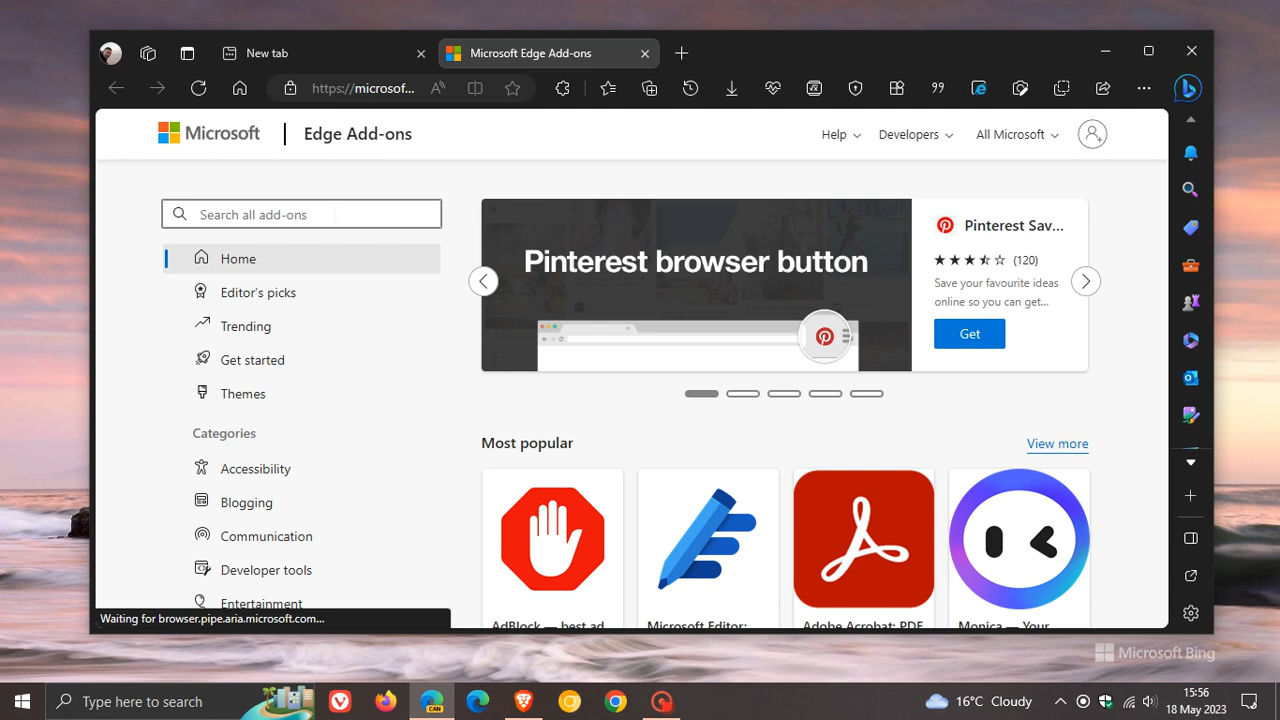 New tab
Microsoft Edge Add-ons
https://microsof...
Microsoft
Edge Add-ons
Help
Developers
All Microsoft
Search all add-ons
Home
Editor's picks
Trending
Get started
Themes
Categories
Accessibility
Blogging
Communication
Developer tools
Entertainment
Pinterest browser button
Pinterest Sav...
(120)
Save your favourite ideas
online so you can get...
Get
Most popular
View more
AdBlock — best ad
Microsoft Editor:
Adobe Acrobat: PDF
Monica — Your
Waiting for browser.pipe.aria.microsoft.com...
Microsoft Bing
Type here to search
CAN
16°C Cloudy
15:56
18 May 2023